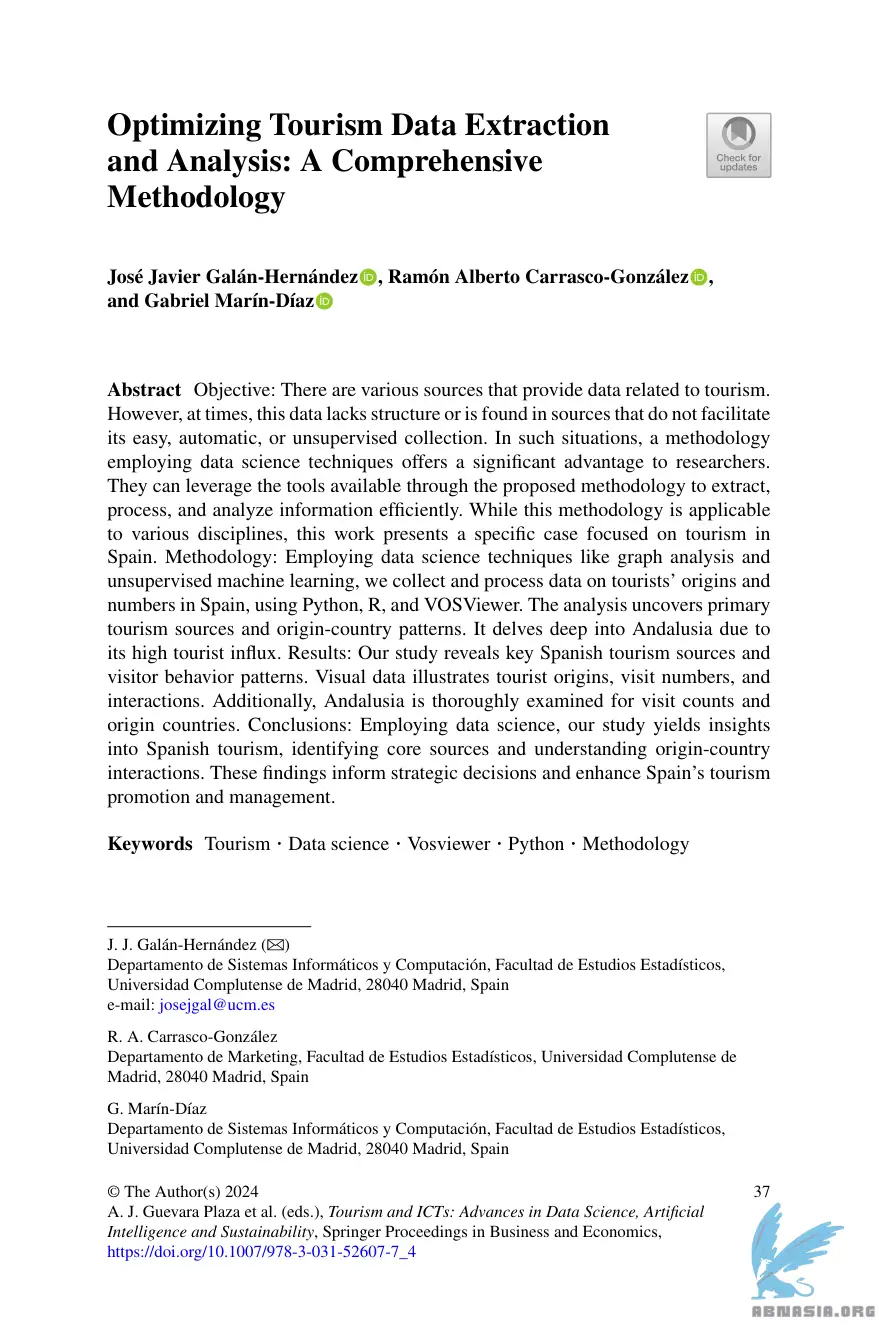 Optimizing Tourism Data Extraction
and Analysis: A Comprehensive
Methodology
Check for
updates
José Javier Galán-Hernández, Ramón Alberto Carrasco-González,
and Gabriel Marín-Díaz
Abstract Objective: There are various sources that provide data related to tourism.
However, at times, this data lacks structure or is found in sources that do not facilitate
its easy, automatic, or unsupervised collection. In such situations, a methodology
employing data science techniques offers a significant advantage to researchers.
They can leverage the tools available through the proposed methodology to extract,
process, and analyze information efficiently. While this methodology is applicable
to various disciplines, this work presents a specific case focused on tourism in
Spain. Methodology: Employing data science techniques like graph analysis and
unsupervised machine learning, we collect and process data on tourists' origins and
numbers in Spain, using Python, R, and VOSViewer. The analysis uncovers primary
tourism sources and origin-country patterns. It delves deep into Andalusia due to
its high tourist influx. Results: Our study reveals key Spanish tourism sources and
visitor behavior patterns. Visual data illustrates tourist origins, visit numbers, and
interactions. Additionally, Andalusia is thoroughly examined for visit counts and
origin countries. Conclusions: Employing data science, our study yields insights
into Spanish tourism, identifying core sources and understanding origin-country
interactions. These findings inform strategic decisions and enhance Spain's tourism
promotion and management.
Keywords Tourism · Data science · Vosviewer · Python · Methodology
J. J. Galán-Hernández (✉)
Departamento de Sistemas Informáticos y Computación, Facultad de Estudios Estadísticos,
Universidad Complutense de Madrid, 28040 Madrid, Spain
e-mail: josejgal@ucm.es
R. A. Carrasco-González
Departamento de Marketing, Facultad de Estudios Estadísticos, Universidad Complutense de
Madrid, 28040 Madrid, Spain
G. Marín-Díaz
Departamento de Sistemas Informáticos y Computación, Facultad de Estudios Estadísticos,
Universidad Complutense de Madrid, 28040 Madrid, Spain
© The Author(s) 2024 37
A. J. Guevara Plaza et al. (eds.), Tourism and ICTs: Advances in Data Science, Artificial
Intelligence and Sustainability, Springer Proceedings in Business and Economics,
https://doi.org/10.1007/978-3-031-52607-7_4
ABNASIA.ORG